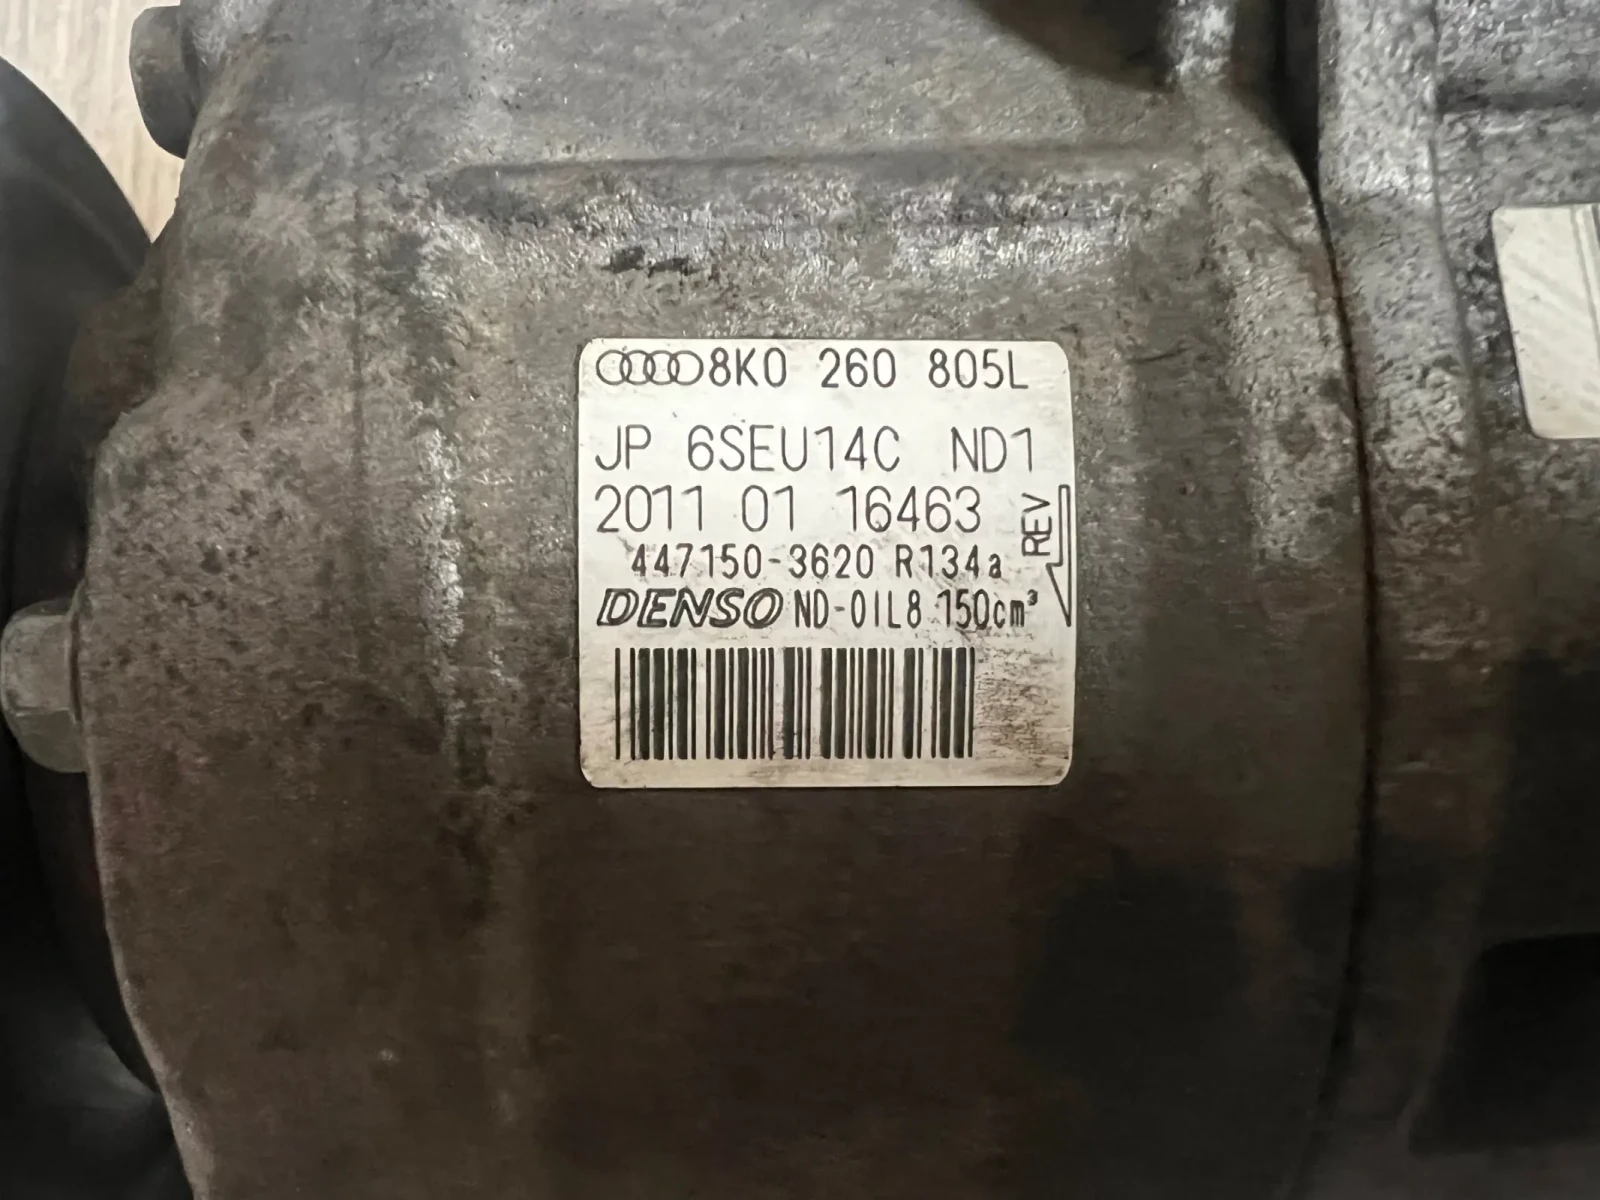 8K0 260 805L
JP 6SEU14C ND1
2011 01 16463
REV
447150-3620 R134a
DENSO ND-OIL8 150cm³